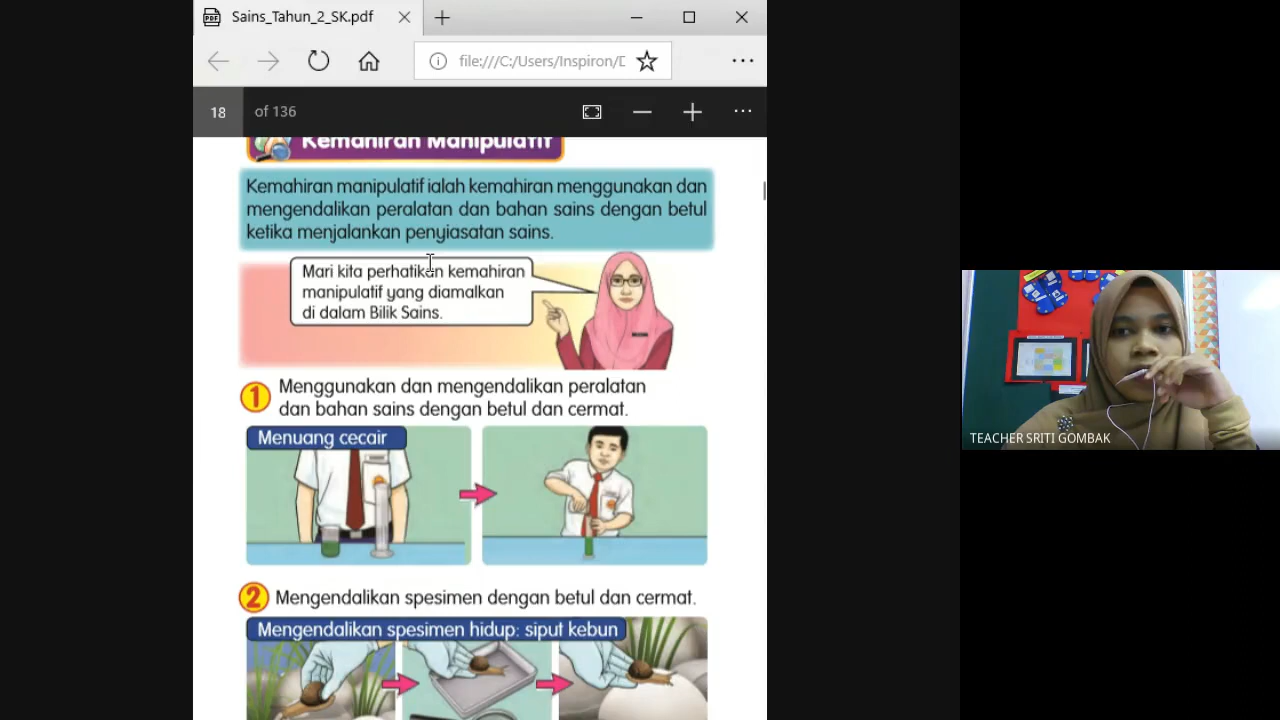 Sains_Tahun_2_SK.pdf
file:///C:/Users/Inspiron/D
18 of 136
Kemahiran Manipulatif
Kemahiran manipulatif ialah kemahiran menggunakan dan
mengendalikan peralatan dan bahan sains dengan betul
ketika menjalankan penyiasatan sains.
Mari kita perhatikan kemahiran
manipulatif yang diamalkan
di dalam Bilik Sains.
1 Menggunakan dan mengendalikan peralatan
dan bahan sains dengan betul dan cermat.
Menuang cecair
2 Mengendalikan spesimen dengan betul dan cermat.
Mengendalikan spesimen hidup: siput kebun
TEACHER SRITI GOMBAK